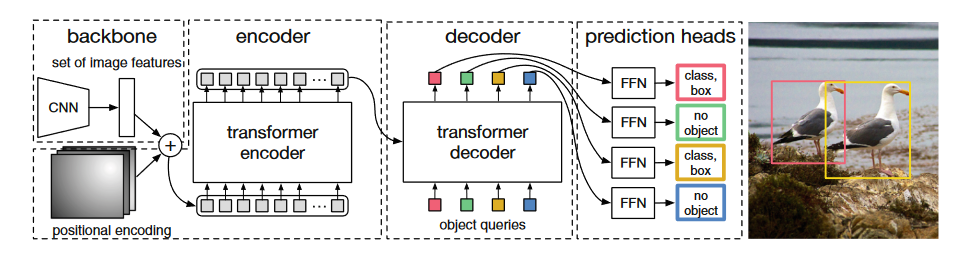 backbone
set of image features
CNN
+
positional encoding
encoder
...
transformer
encoder
...
decoder
transformer
decoder
object queries
prediction heads
FFN
class,
box
FFN
no
object
FFN
class,
box
FFN
no
object